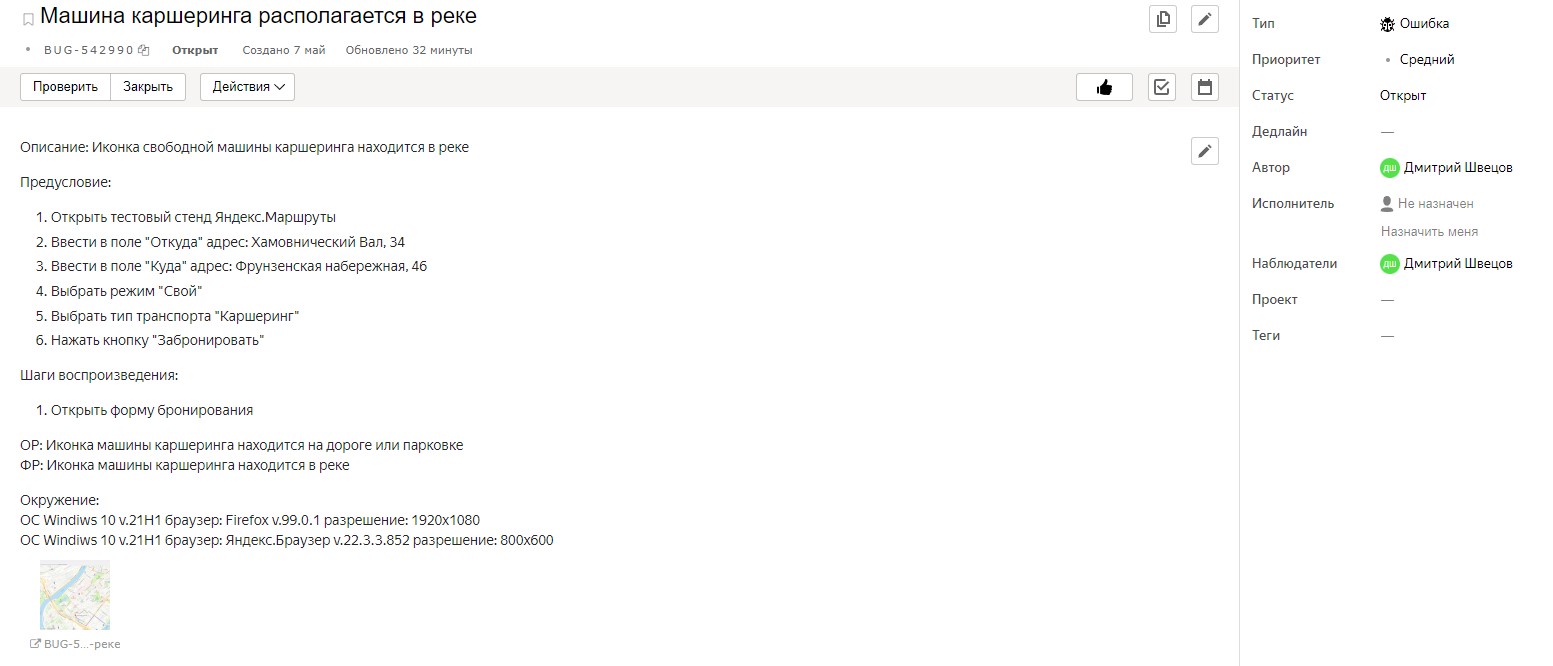 Машина каршеринга располагается в реке
BUG-542990 Открыт Создано 7 май Обновлено 32 минуты
Проверить Закрыть Действия
Описание: Иконка свободной машины каршеринга находится в реке
Предусловие:
1. Открыть тестовый стенд Яндекс.Маршруты
2. Ввести в поле "Откуда" адрес: Хамовнический Вал, 34
3. Ввести в поле "Куда" адрес: Фрунзенская набережная, 46
4. Выбрать режим "Свой"
5. Выбрать тип транспорта "Каршеринг"
6. Нажать кнопку "Забронировать"
Шаги воспроизведения:
1. Открыть форму бронирования
ОР: Иконка машины каршеринга находится на дороге или парковке
ФР: Иконка машины каршеринга находится в реке
Окружение:
ОС Windiws 10 v.21H1 браузер: Firefox v.99.0.1 разрешение: 1920x1080
ОС Windiws 10 v.21H1 браузер: Яндекс.Браузер v.22.3.3.852 разрешение: 800x600
BUG-5...-реке
Тип Ошибка
Приоритет Средний
Статус Открыт
Дедлайн —
Автор ДШ Дмитрий Швецов
Исполнитель Не назначен
Назначить меня
Наблюдатели ДШ Дмитрий Швецов
Проект —
Теги —